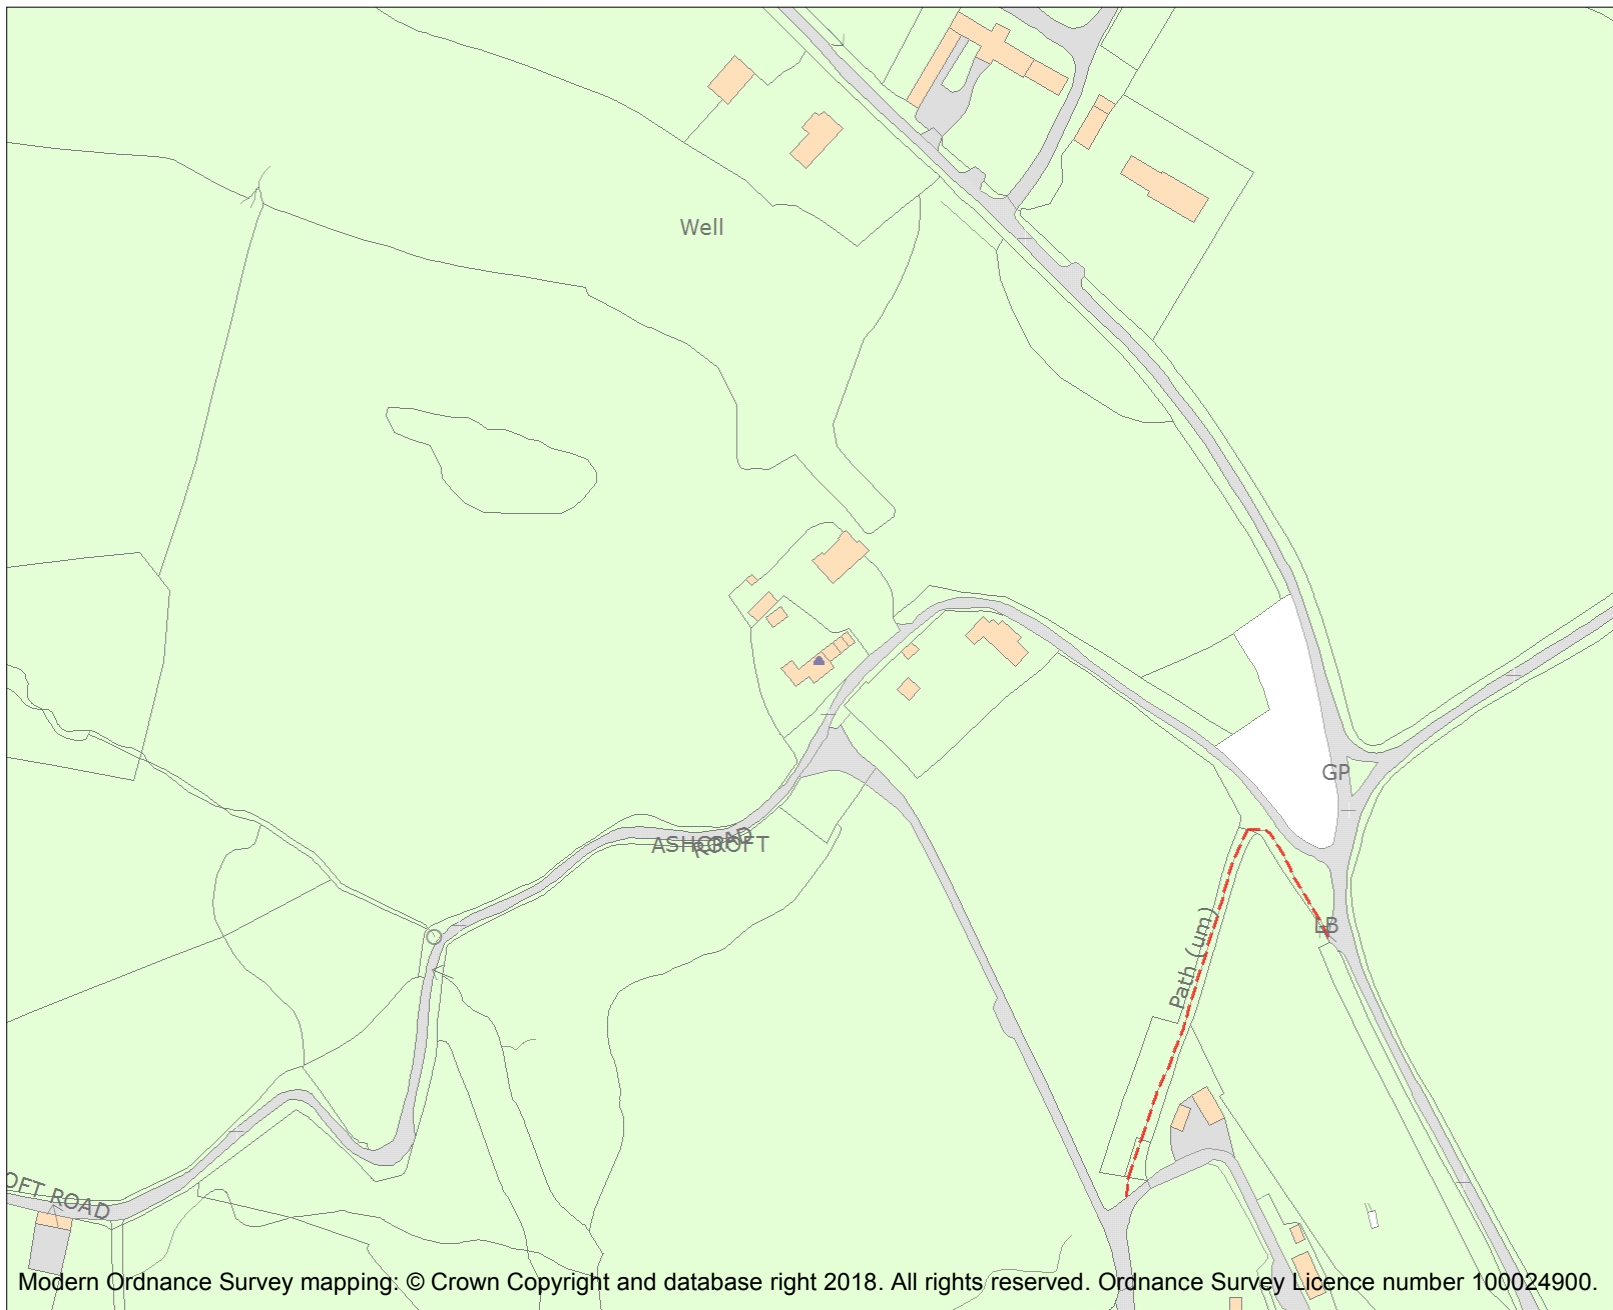 Well
GP
ASHCROFT
ROAD
LB
Path (um)
OFT ROAD
Modern Ordnance Survey mapping: © Crown Copyright and database right 2018. All rights reserved. Ordnance Survey Licence number 100024900.